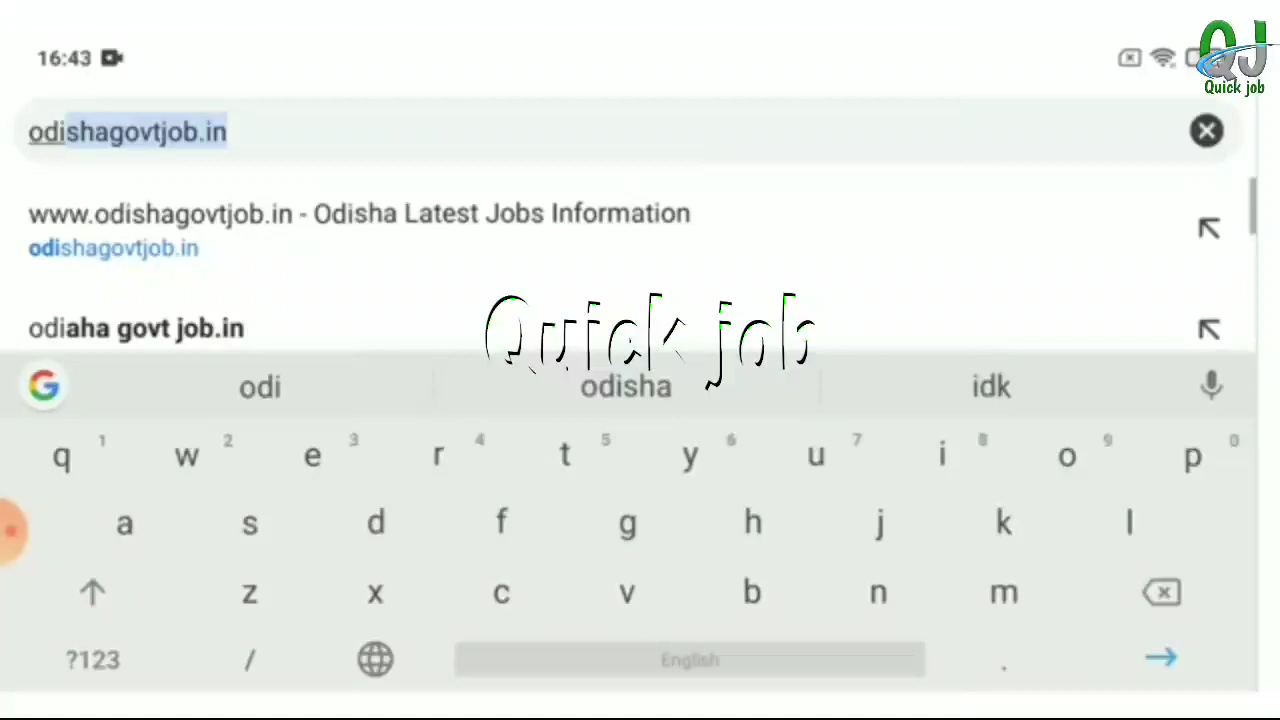 16:43
QJ
Quick job
odishagovtjob.in
www.odishagovtjob.in - Odisha Latest Jobs Information
odishagovtjob.in
odiaha govt job.in
Quick job
G
odi odisha idk
q 1 w 2 e 3 r 4 t 5 y 6 u 7 i 8 o 9 p 0
a s d f g h j k l
z x c v b n m
?123 / English .